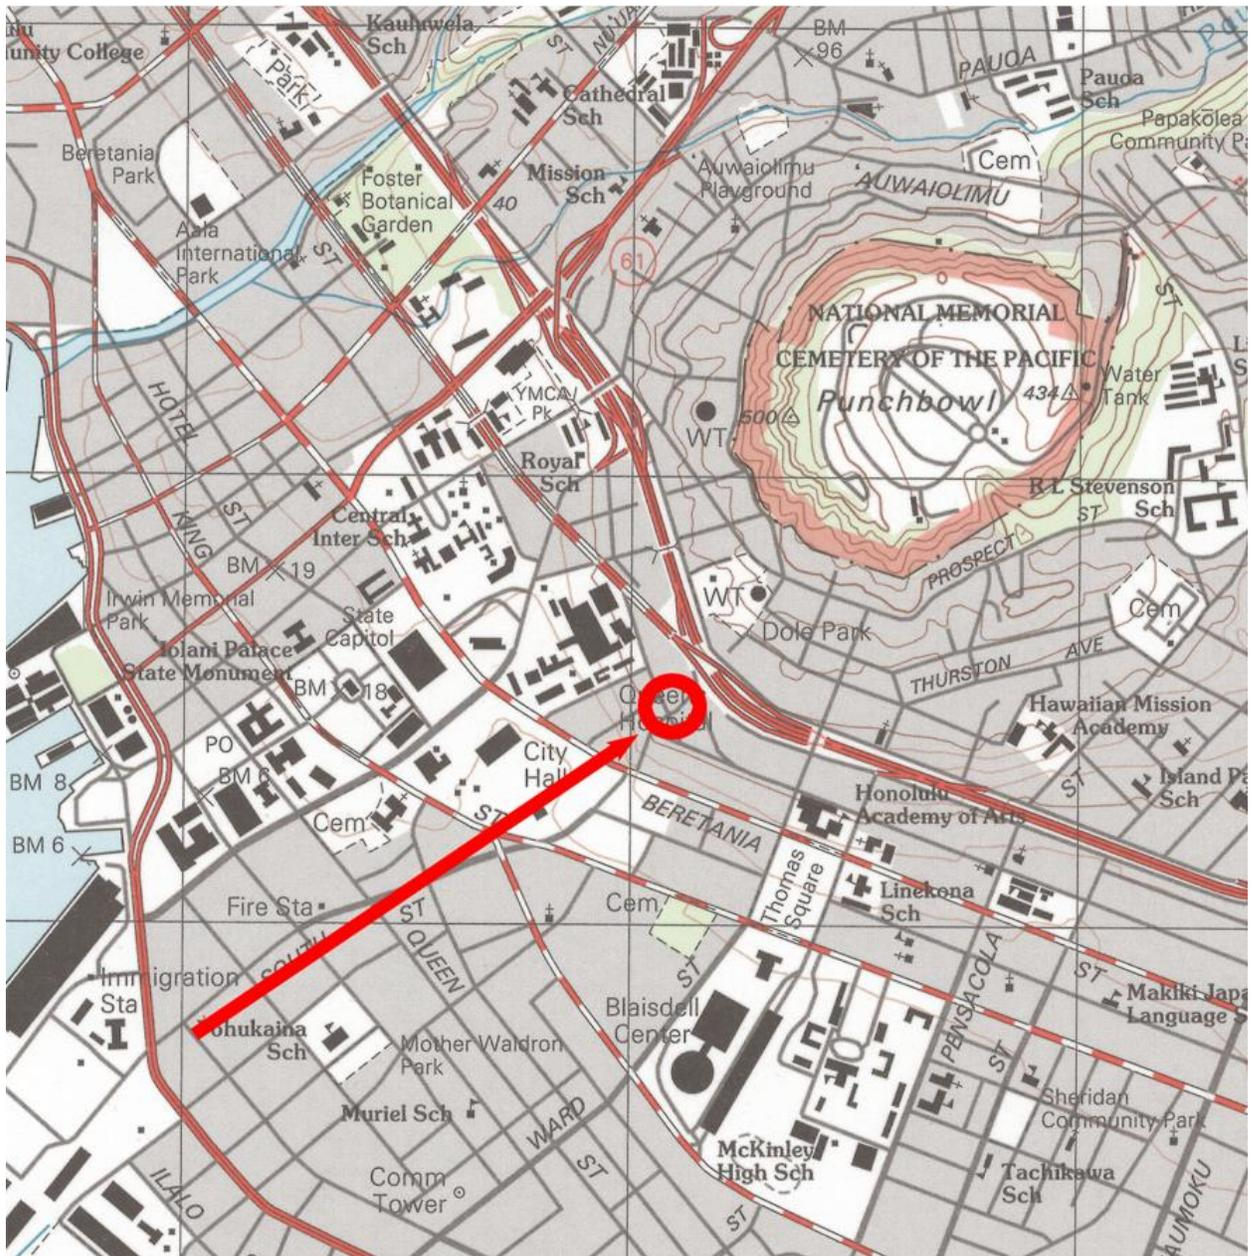 unity College
Kauluwela
Sch
ST
Park
BM
96
PAUOA
Pauoa
Sch
Cathedral
Sch
Papakōlea
Community
Beretania
Park
Foster
Botanical
Garden
Mission
Sch
40
Auwaiolimu
Playground
Cem
'AUWAIOLIMU
Aala
International
Park
ST
61
ST
NATIONAL MEMORIAL
CEMETERY OF THE PACIFIC
Punchbowl
434
500
Water
Tank
WT
HOTEL
ST
YMCA
Pk
Royal
Sch
R L Stevenson
Sch
ST
KING
Central
Inter Sch
BM
19
PROSPECT
Irwin Memorial
Park
State
Capitol
WT
Cem
Dole Park
Iolani Palace
State Monument
BM
18
THURSTON
AVE
Hawaiian Mission
Academy
PO
BM 6
City
Hall
BM 8
ST
Island
Sch
ST
Cem
BERETANIA
Honolulu
Academy of Arts
BM 6
Thomas
Square
Linekona
Sch
Fire Sta
ST
Cem
QUEEN
SOUTH
ST
PENSACOLA
ST
Immigration
Sta
Makiki
Language
Blaisdell
Center
ohukaina
Sch
Mother Waldron
Park
ST
Muriel Sch
WARD
Sheridan
Community Park
McKinley
High Sch
ST
Tachikawa
Sch
ILALO
Comm
Tower
ST
AUMOKU